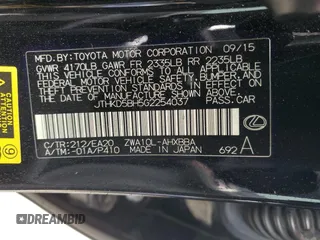 MFD. BY TOYOTA MOTOR CORPORATION 09/15
GVWR 4170LB GAWR FR 2335LB RR 2235LB
THIS VEHICLE CONFORMS TO ALL APPLICABLE
FEDERAL MOTOR VEHICLE SAFETY, BUMPER, AND
THEFT PREVENTION STANDARDS IN EFFECT ON
THE DATE OF MANUFACTURE SHOWN ABOVE.
JTHKD5BH5G2254037 PASS. CAR
C/TR:212/EA20 ZWA10L-AHXBBA
A/TM:-01A/P410 MADE IN JAPAN 692 A
CAUTION
© DREAMBID